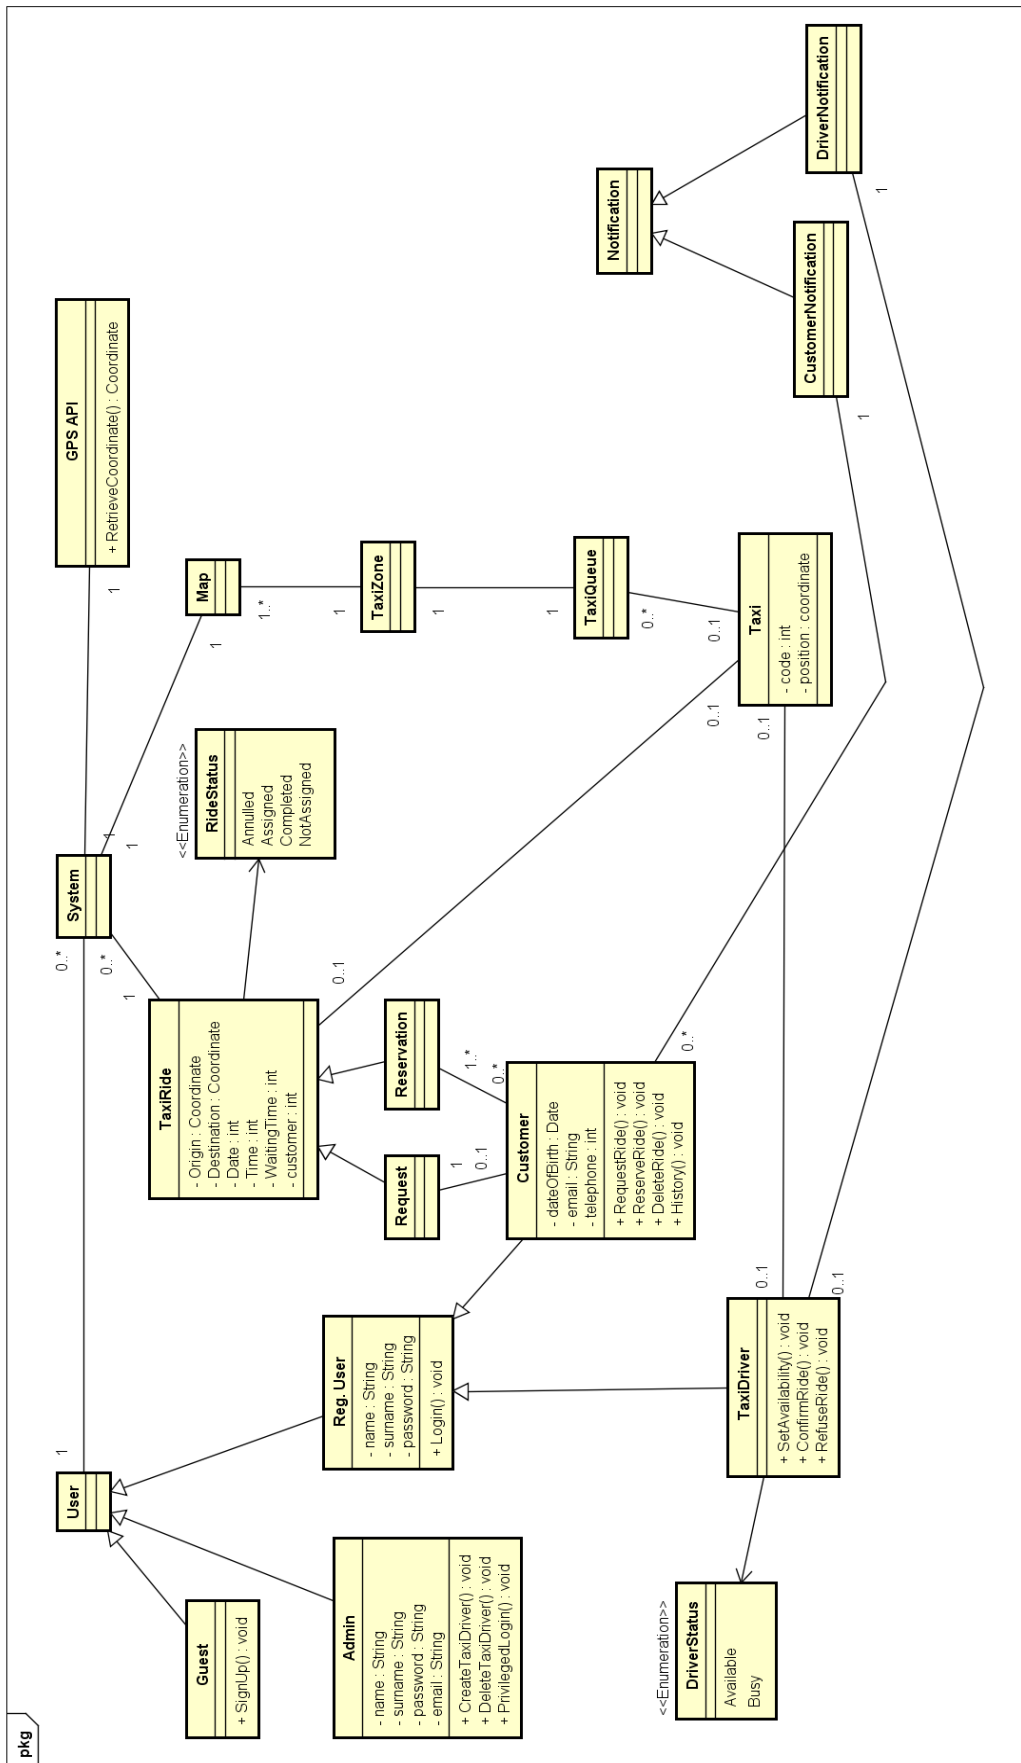 pkg
User
1
0..*
System
1
1
GPS API
+ RetrieveCoordinate() : Coordinate
0..*
1
1
1
Map
1..*
Guest
+ SignUp() : void
TaxiRide
- Origin : Coordinate
- Destination : Coordinate
- Date : int
- Time : int
- WaitingTime : int
- customer : int
<<Enumeration>>
RideStatus
Annulled
Assigned
Completed
NotAssigned
0..1
Admin
- name : String
- surname : String
- password : String
- email : String
+ CreateTaxiDriver() : void
+ DeleteTaxiDriver() : void
+ PrivilegedLogin() : void
Reg. User
- name : String
- surname : String
- password : String
+ Login() : void
Request
1
0..1
Reservation
1..*
0..*
1
TaxiZone
1
Customer
- dateOfBirth : Date
- email : String
- telephone : int
+ RequestRide() : void
+ ReserveRide() : void
+ DeleteRide() : void
+ History() : void
0..*
1
TaxiQueue
0..*
Notification
<<Enumeration>>
DriverStatus
Available
Busy
TaxiDriver
+ SetAvailability() : void
+ ConfirmRide() : void
+ RefuseRide() : void
0..1
0..1
0..1
0..1
0..1
Taxi
- code : int
- position : coordinate
CustomerNotification
1
DriverNotification
1